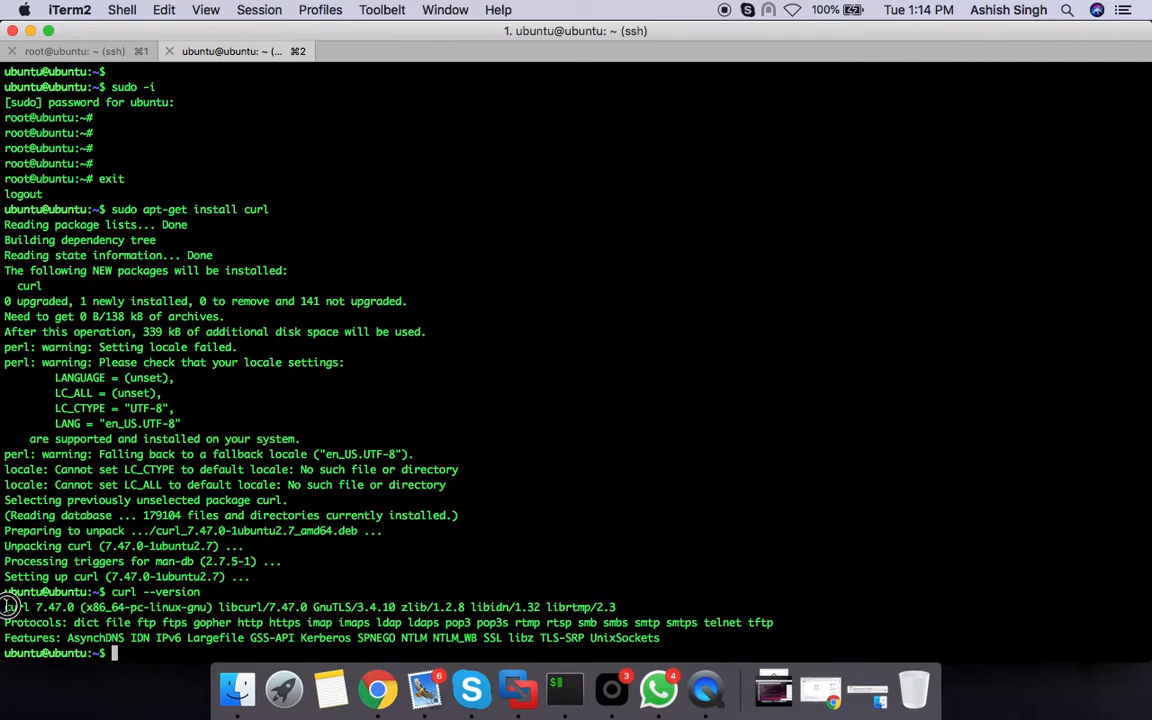 iTerm2 Shell Edit View Session Profiles Toolbelt Window Help 100% Tue 1:14 PM Ashish Singh
1. ubuntu@ubuntu: ~ (ssh)
root@ubuntu: ~ (ssh) ⌘1 ubuntu@ubuntu: ~ (... ⌘2
ubuntu@ubuntu:~$
ubuntu@ubuntu:~$ sudo -i
[sudo] password for ubuntu:
root@ubuntu:~#
root@ubuntu:~#
root@ubuntu:~#
root@ubuntu:~#
root@ubuntu:~# exit
logout
ubuntu@ubuntu:~$ sudo apt-get install curl
Reading package lists... Done
Building dependency tree
Reading state information... Done
The following NEW packages will be installed:
curl
0 upgraded, 1 newly installed, 0 to remove and 141 not upgraded.
Need to get 0 B/138 kB of archives.
After this operation, 339 kB of additional disk space will be used.
perl: warning: Setting locale failed.
perl: warning: Please check that your locale settings:
LANGUAGE = (unset),
LC_ALL = (unset),
LC_CTYPE = "UTF-8",
LANG = "en_US.UTF-8"
are supported and installed on your system.
perl: warning: Falling back to a fallback locale ("en_US.UTF-8").
locale: Cannot set LC_CTYPE to default locale: No such file or directory
locale: Cannot set LC_ALL to default locale: No such file or directory
Selecting previously unselected package curl.
(Reading database ... 179104 files and directories currently installed.)
Preparing to unpack .../curl_7.47.0-1ubuntu2.7_amd64.deb ...
Unpacking curl (7.47.0-1ubuntu2.7) ...
Processing triggers for man-db (2.7.5-1) ...
Setting up curl (7.47.0-1ubuntu2.7) ...
ubuntu@ubuntu:~$ curl --version
curl 7.47.0 (x86_64-pc-linux-gnu) libcurl/7.47.0 GnuTLS/3.4.10 zlib/1.2.8 libidn/1.32 librtmp/2.3
Protocols: dict file ftp ftps gopher http https imap imaps ldap ldaps pop3 pop3s rtmp rtsp smb smbs smtp smtps telnet tftp
Features: AsynchDNS IDN IPv6 Largefile GSS-API Kerberos SPNEGO NTLM NTLM_WB SSL libz TLS-SRP UnixSockets
ubuntu@ubuntu:~$
6 3 4